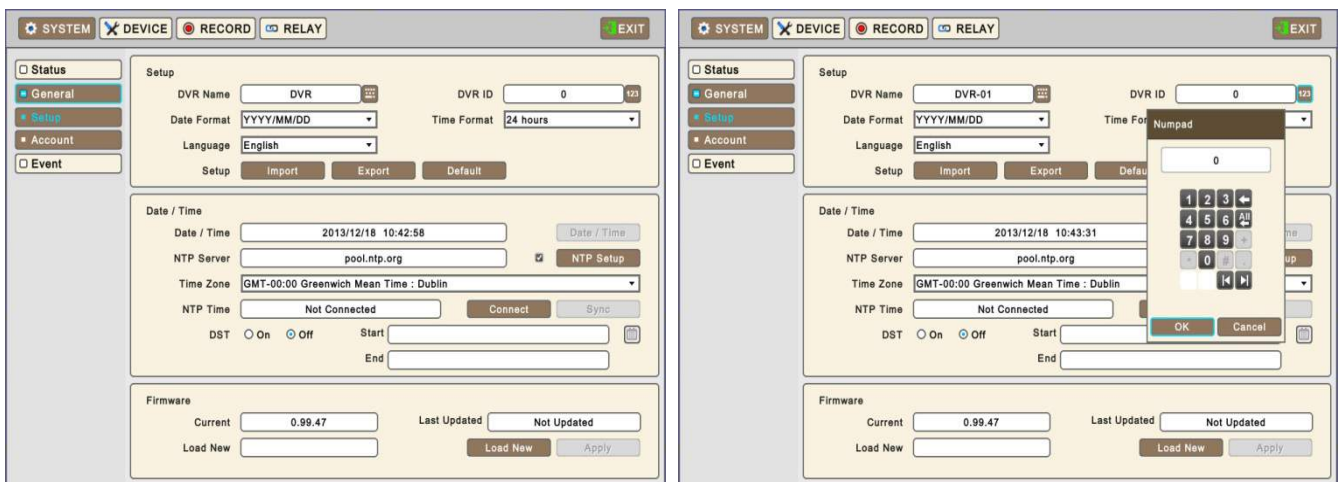 SYSTEM DEVICE RECORD RELAY EXIT
Status
General
Setup
Account
Event
Setup
DVR Name DVR DVR ID 0 123
Date Format YYYY/MM/DD Time Format 24 hours
Language English
Setup Import Export Default
Date / Time
Date / Time 2013/12/18 10:42:58 Date / Time
NTP Server pool.ntp.org NTP Setup
Time Zone GMT-00:00 Greenwich Mean Time : Dublin
NTP Time Not Connected Connect Sync
DST On Off Start
End
Firmware
Current 0.99.47 Last Updated Not Updated
Load New Load New Apply
SYSTEM DEVICE RECORD RELAY EXIT
Status
General
Setup
Account
Event
Setup
DVR Name DVR-01 DVR ID 0 123
Date Format YYYY/MM/DD Time For
Language English
Setup Import Export Defau
Date / Time
Date / Time 2013/12/18 10:43:31 me
NTP Server pool.ntp.org up
Time Zone GMT-00:00 Greenwich Mean Time : Dublin
NTP Time Not Connected
DST On Off Start
End
Numpad
0
1 2 3
4 5 6 All
7 8 9 +
0 # .
OK Cancel
Firmware
Current 0.99.47 Last Updated Not Updated
Load New Load New Apply